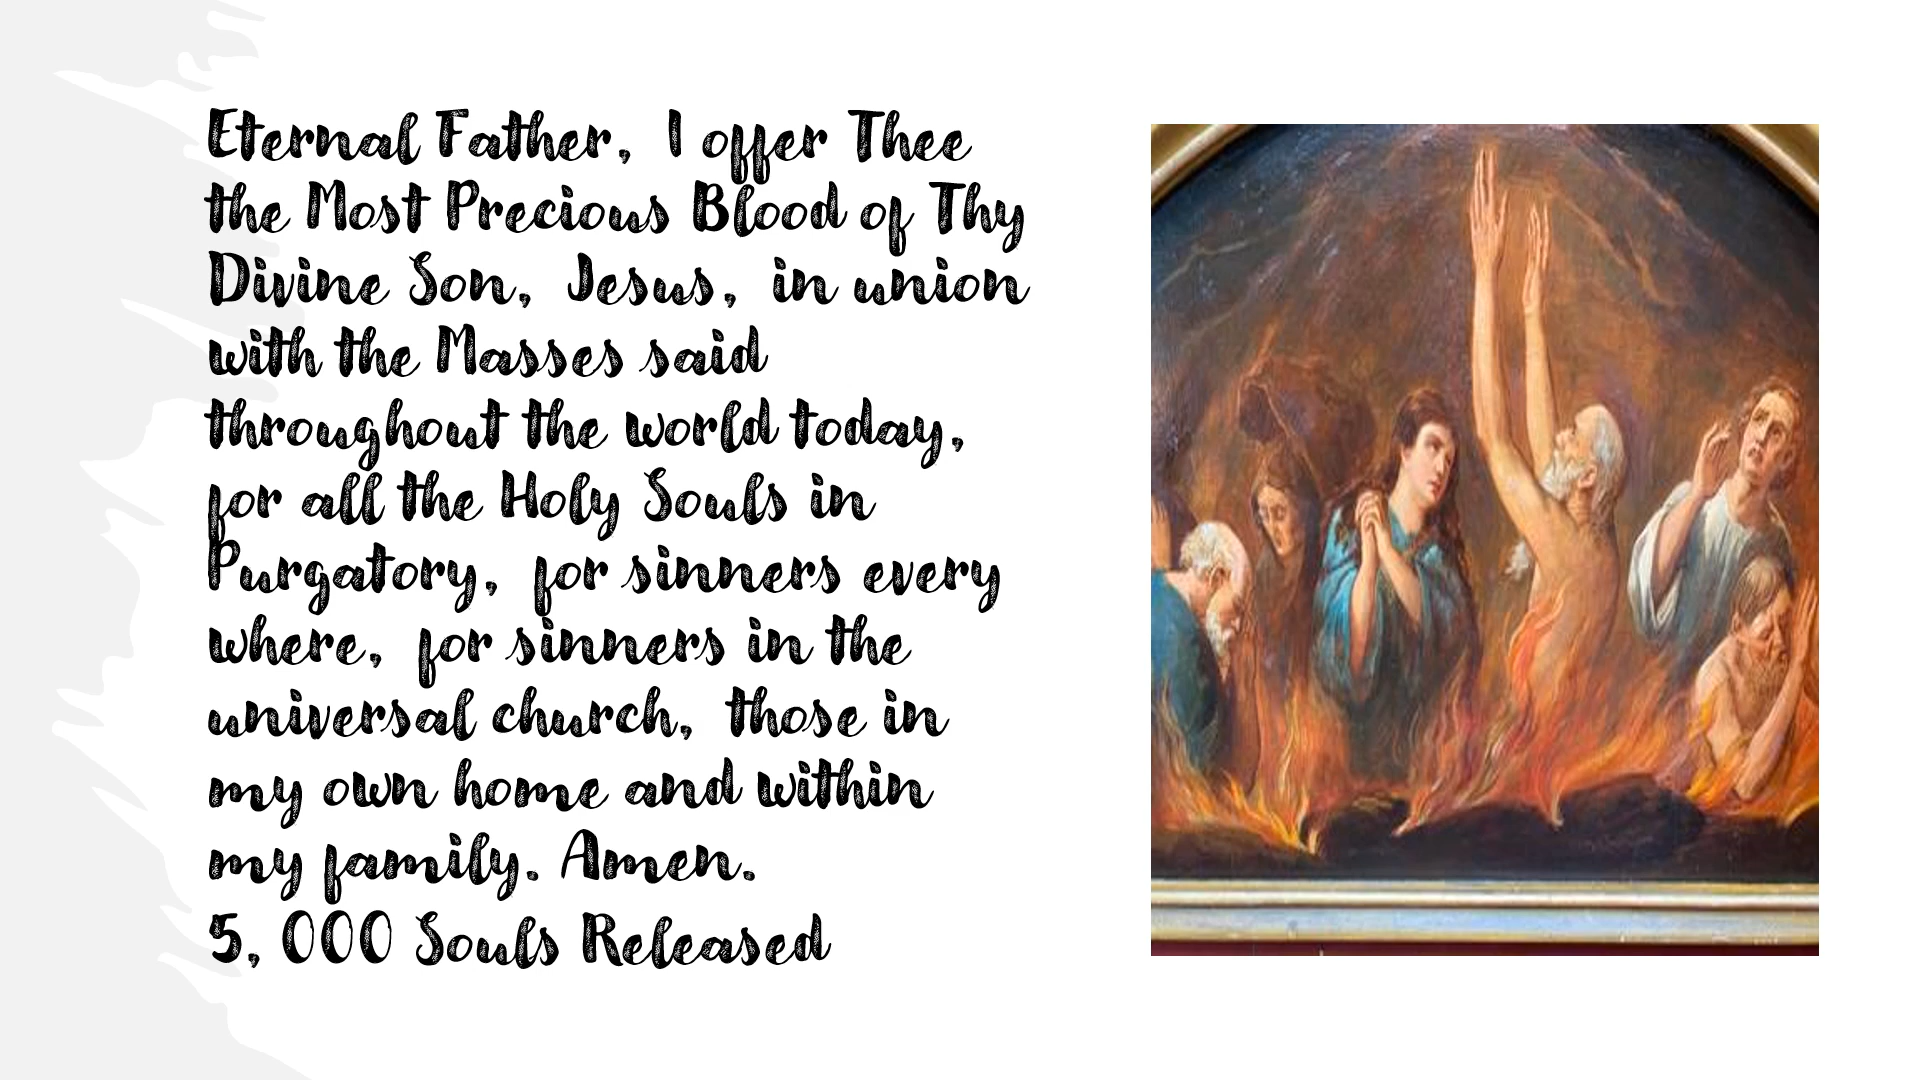 Eternal Father, I offer Thee
the Most Precious Blood of Thy
Divine Son, Jesus, in union
with the Masses said
throughout the world today,
for all the Holy Souls in
Purgatory, for sinners every
where, for sinners in the
universal church, those in
my own home and within
my family. Amen.
5, 000 Souls Released